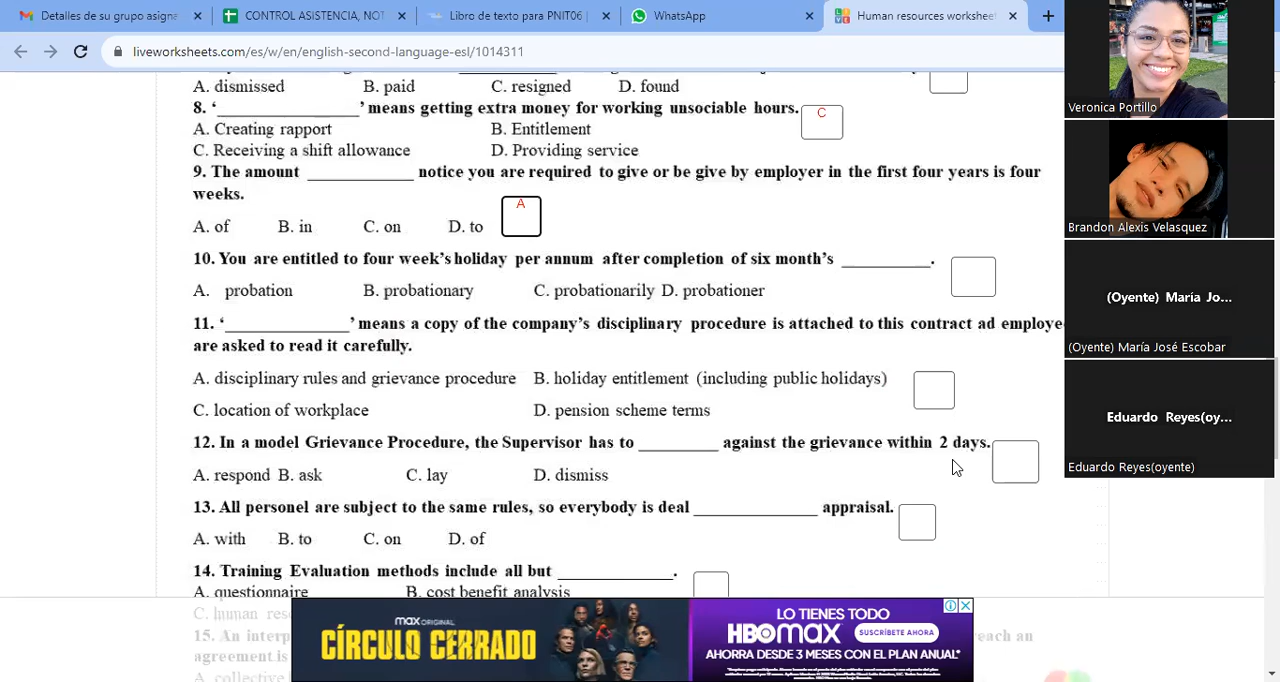 Detalles de su grupo asigna
CONTROL ASISTENCIA, NOT
Libro de texto para PNIT06
WhatsApp
Human resources workshee
liveworksheets.com/es/w/en/english-second-language-esl/1014311
A. dismissed B. paid C. resigned D. found
8. ‘______________’ means getting extra money for working unsociable hours. C
A. Creating rapport B. Entitlement
C. Receiving a shift allowance D. Providing service
9. The amount ____________ notice you are required to give or be give by employer in the first four years is four
weeks.
A. of B. in C. on D. to A
10. You are entitled to four week’s holiday per annum after completion of six month’s __________.
A. probation B. probationary C. probationarily D. probationer
11. ‘______________’ means a copy of the company’s disciplinary procedure is attached to this contract ad employe
are asked to read it carefully.
A. disciplinary rules and grievance procedure B. holiday entitlement (including public holidays)
C. location of workplace D. pension scheme terms
12. In a model Grievance Procedure, the Supervisor has to _________ against the grievance within 2 days.
A. respond B. ask C. lay D. dismiss
13. All personel are subject to the same rules, so everybody is deal ______________ appraisal.
A. with B. to C. on D. of
14. Training Evaluation methods include all but _____________.
A. questionnaire B. cost benefit analysis
C. human res
15. An interp
each an
agreement is
A. collective
max ORIGINAL
CÍRCULO CERRADO
LO TIENES TODO
HBOmax SUSCRÍBETE AHORA
AHORRA DESDE 3 MESES CON EL PLAN ANUAL*
Veronica Portillo
Brandon Alexis Velasquez
(Oyente) María Jo...
(Oyente) María José Escobar
Eduardo Reyes(oy...
Eduardo Reyes(oyente)